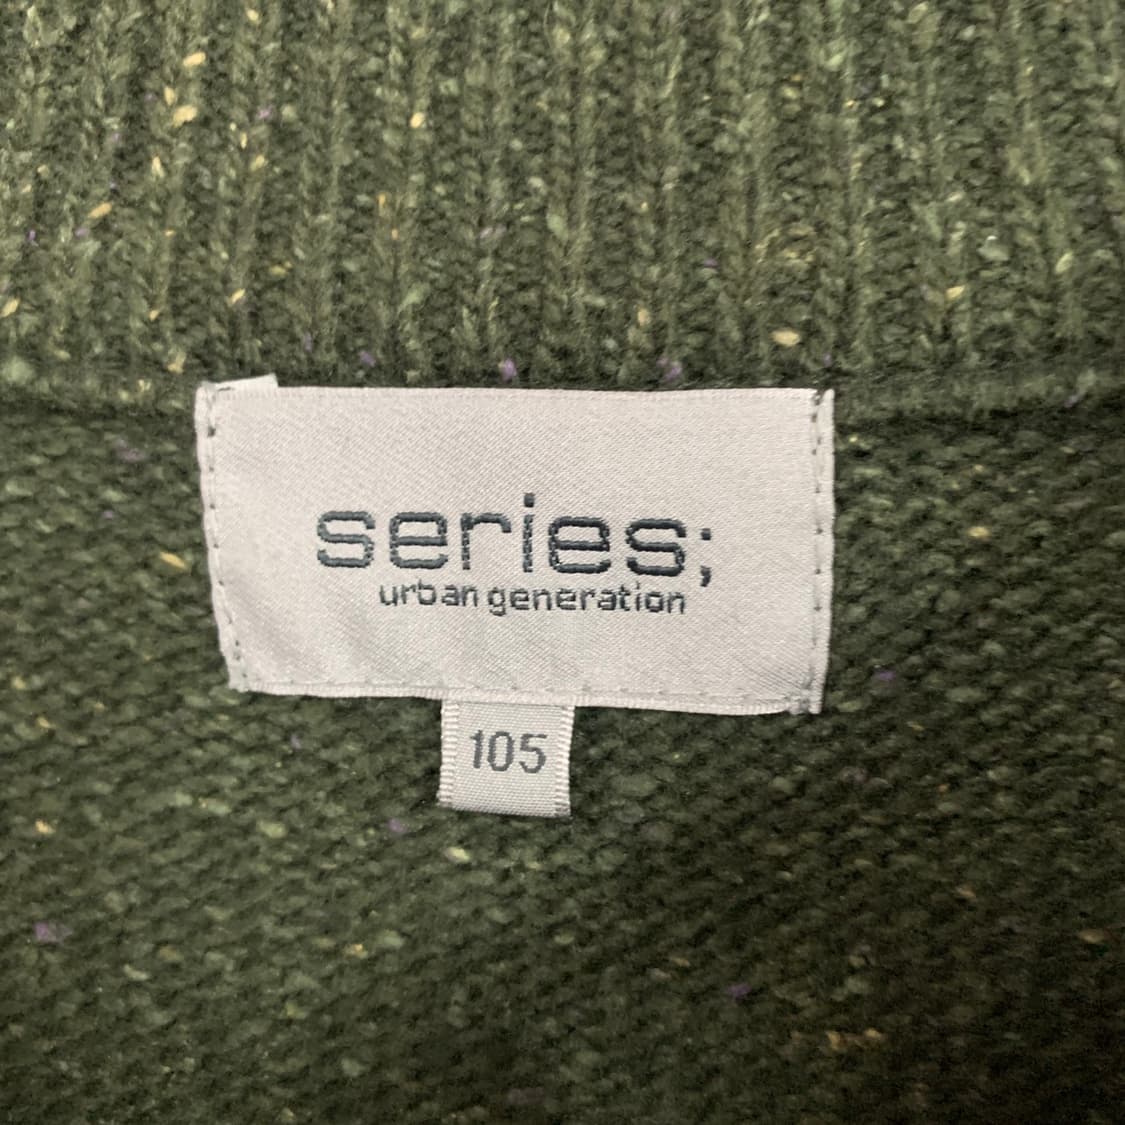 series;
urban generation
105